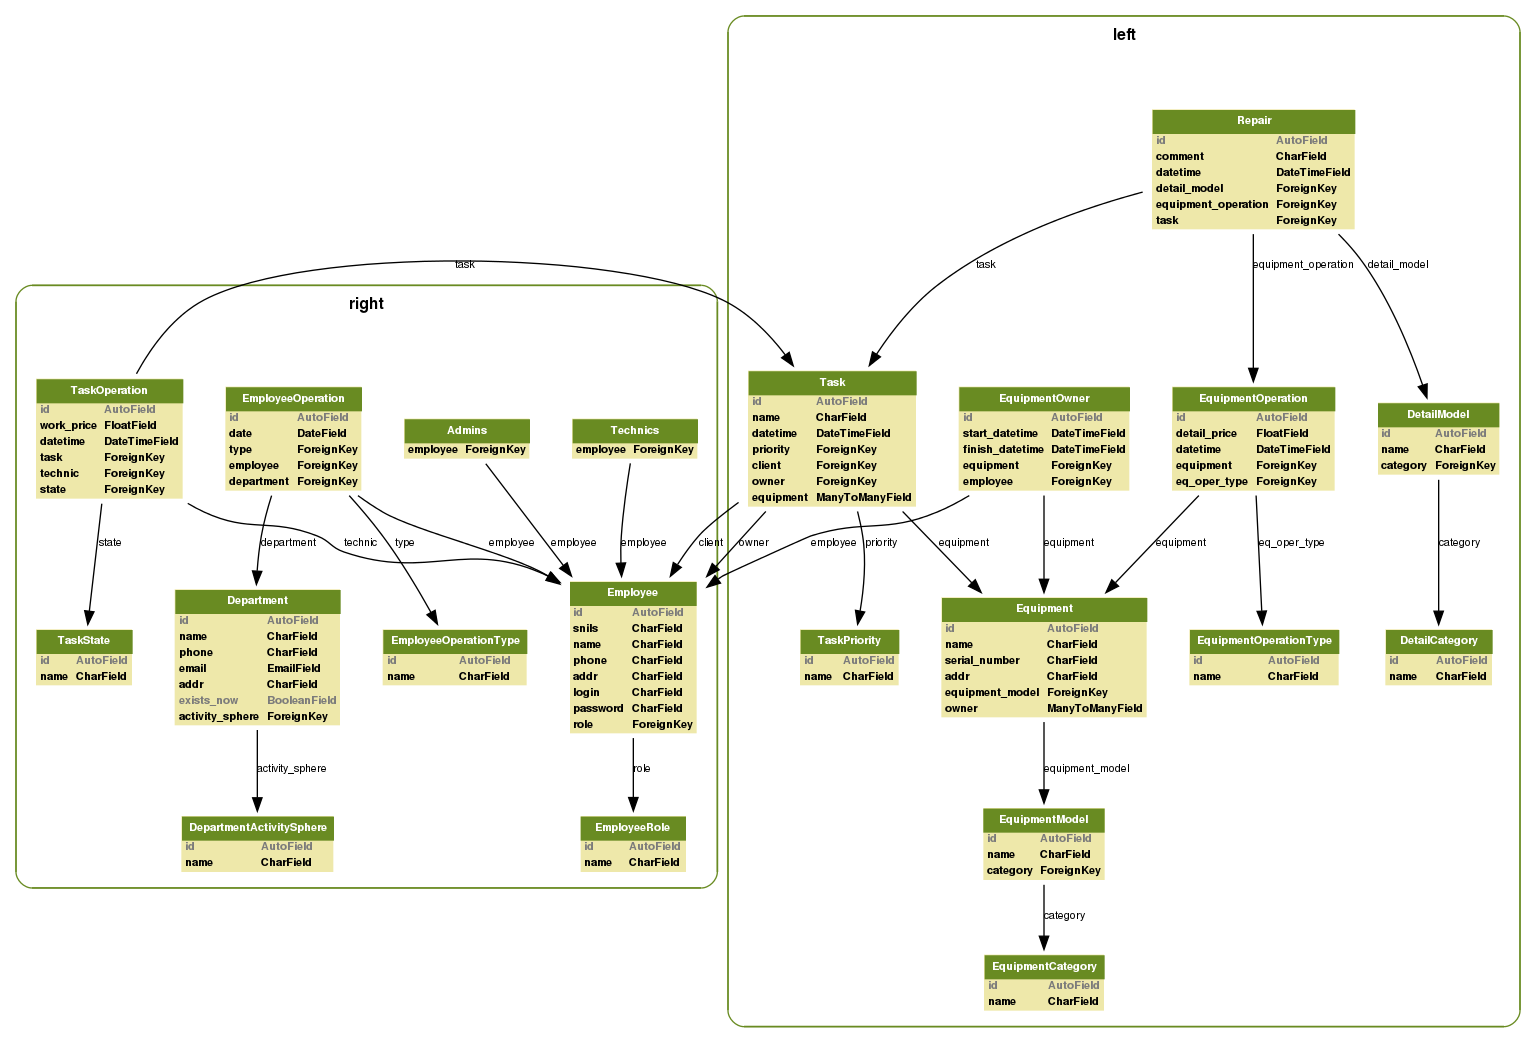 left
Repair
id AutoField
comment CharField
datetime DateTimeField
detail_model ForeignKey
equipment_operation ForeignKey
task ForeignKey
task
task
equipment_operation
detail_model
right
TaskOperation
id AutoField
work_price FloatField
datetime DateTimeField
task ForeignKey
technic ForeignKey
state ForeignKey
EmployeeOperation
id AutoField
date DateField
type ForeignKey
employee ForeignKey
department ForeignKey
Admins
employee ForeignKey
Technics
employee ForeignKey
Task
id AutoField
name CharField
datetime DateTimeField
priority ForeignKey
client ForeignKey
owner ForeignKey
equipment ManyToManyField
EquipmentOwner
id AutoField
start_datetime DateTimeField
finish_datetime DateTimeField
equipment ForeignKey
employee ForeignKey
EquipmentOperation
id AutoField
detail_price FloatField
datetime DateTimeField
equipment ForeignKey
eq_oper_type ForeignKey
DetailModel
id AutoField
name CharField
category ForeignKey
state
department
technic
type
employee
employee
employee
client
owner
employee
priority
equipment
equipment
equipment
eq_oper_type
category
TaskState
id AutoField
name CharField
Department
id AutoField
name CharField
phone CharField
email EmailField
addr CharField
exists_now BooleanField
activity_sphere ForeignKey
EmployeeOperationType
id AutoField
name CharField
Employee
id AutoField
snils CharField
name CharField
phone CharField
addr CharField
login CharField
password CharField
role ForeignKey
TaskPriority
id AutoField
name CharField
Equipment
id AutoField
name CharField
serial_number CharField
addr CharField
equipment_model ForeignKey
owner ManyToManyField
EquipmentOperationType
id AutoField
name CharField
DetailCategory
id AutoField
name CharField
activity_sphere
role
equipment_model
DepartmentActivitySphere
id AutoField
name CharField
EmployeeRole
id AutoField
name CharField
EquipmentModel
id AutoField
name CharField
category ForeignKey
category
EquipmentCategory
id AutoField
name CharField